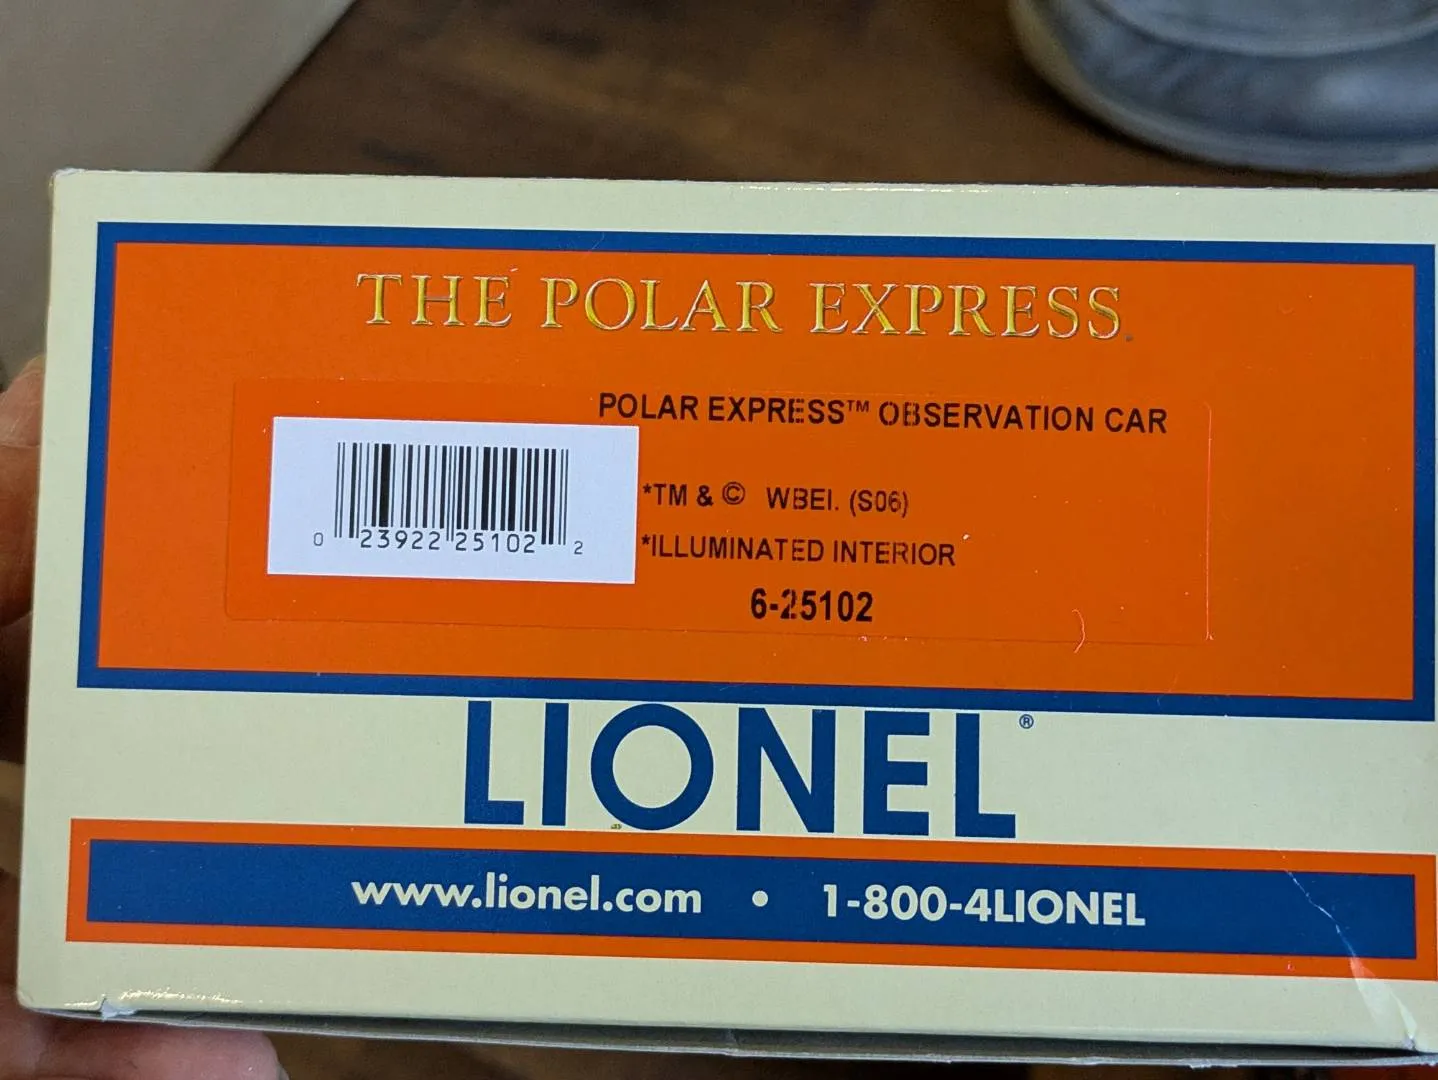 THE POLAR EXPRESS
POLAR EXPRESS™ OBSERVATION CAR
*TM & © WBEI. (S06)
*ILLUMINATED INTERIOR
6-25102
0 23922 25102 2
LIONEL®
www.lionel.com • 1-800-4LIONEL